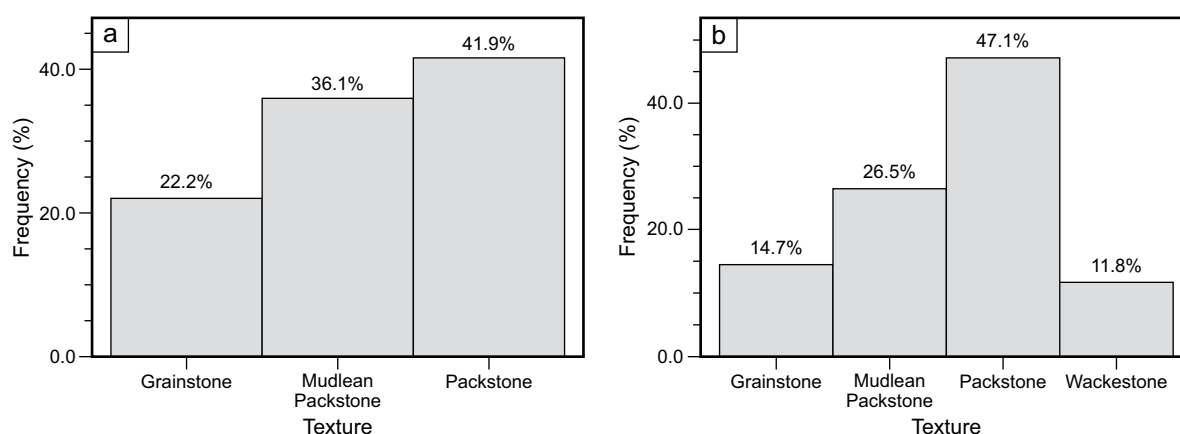 a
41.9%
36.1%
22.2%
40.0
20.0
0.0
Frequency (%)
Grainstone
Mudlean
Packstone
Packstone
Texture
b
47.1%
26.5%
14.7%
11.8%
40.0
20.0
0.0
Frequency (%)
Grainstone
Mudlean
Packstone
Packstone
Wackestone
Texture